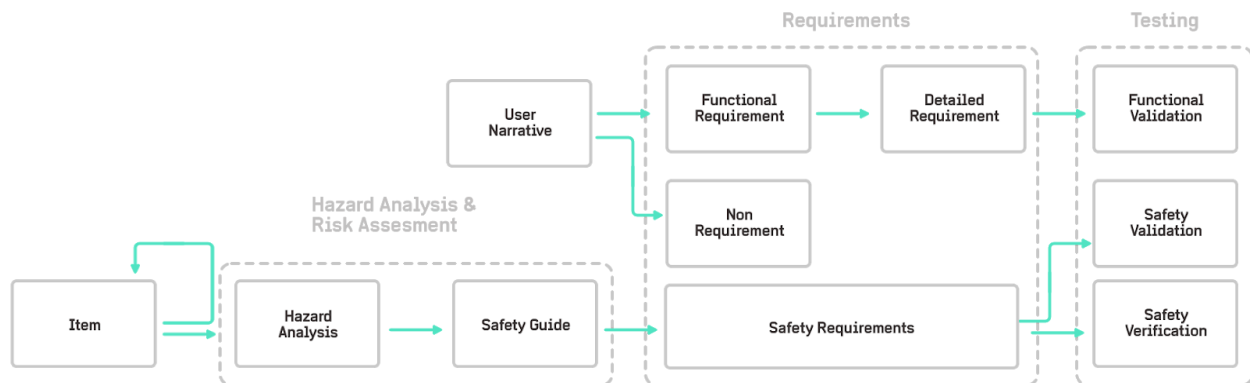 Requirements
Testing
User
Narrative
Functional
Requirement
Detailed
Requirement
Functional
Validation
Hazard Analysis &
Risk Assesment
Non
Requirement
Safety
Validation
Item
Hazard
Analysis
Safety Guide
Safety Requirements
Safety
Verification